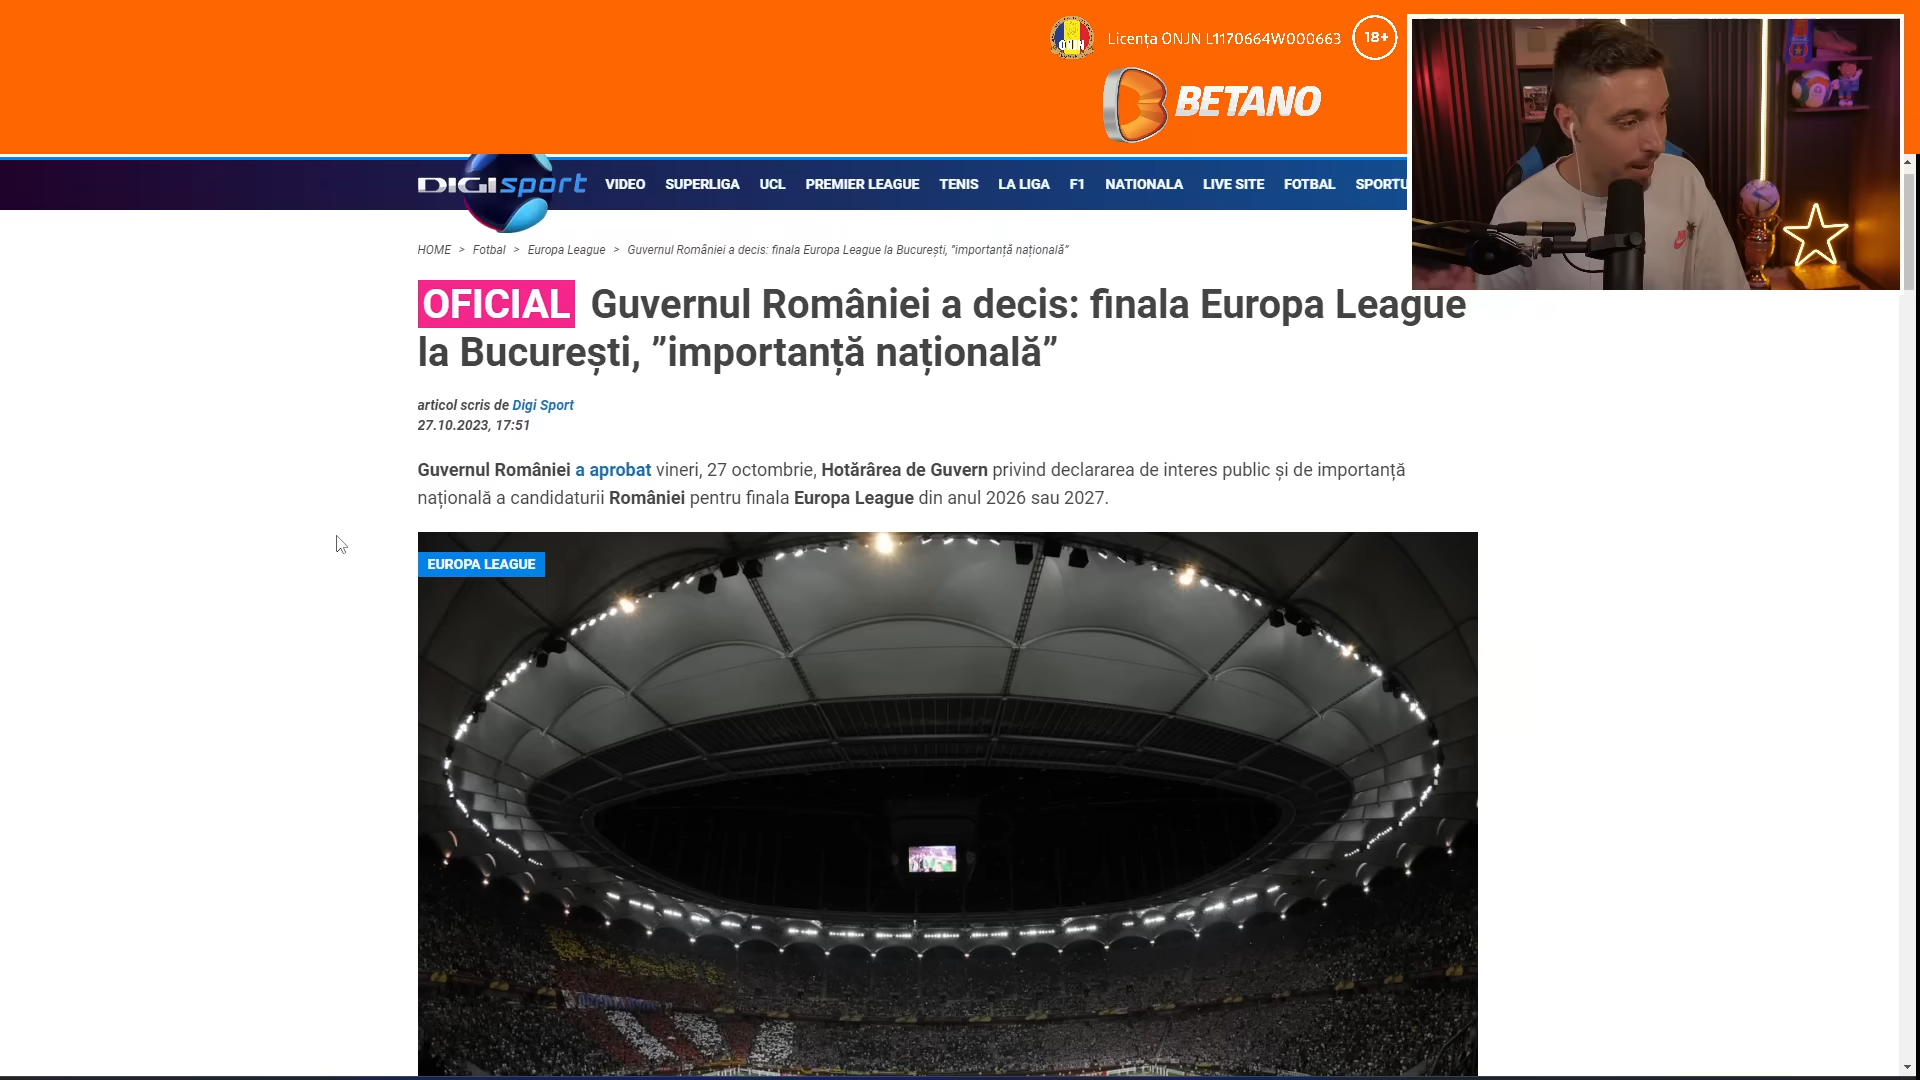 Licența ONJN L1170664W000663
18+
ONJN
BETANO
DIGI sport
VIDEO SUPERLIGA UCL PREMIER LEAGUE TENIS LA LIGA F1 NATIONALA LIVE SITE FOTBAL SPORTU
HOME > Fotbal > Europa League > Guvernul României a decis: finala Europa League la București, ”importanță națională”
OFICIAL Guvernul României a decis: finala Europa League
la București, ”importanță națională”
articol scris de Digi Sport
27.10.2023, 17:51
Guvernul României a aprobat vineri, 27 octombrie, Hotărârea de Guvern privind declararea de interes public și de importanță
națională a candidaturii României pentru finala Europa League din anul 2026 sau 2027.
EUROPA LEAGUE